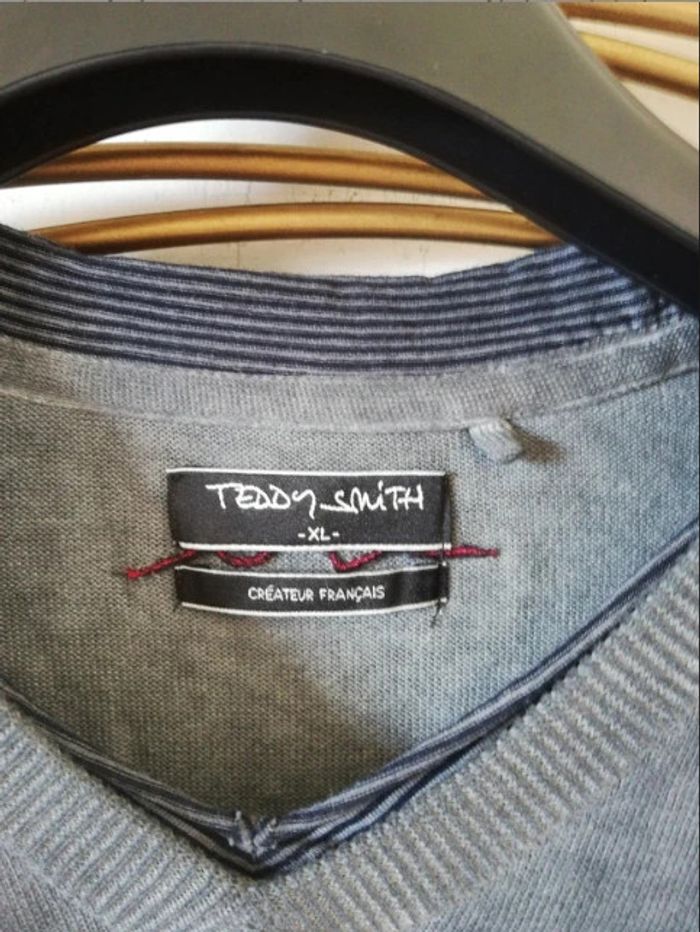 TEDDY SMiTH
-XL-
CRÉATEUR FRANÇAIS